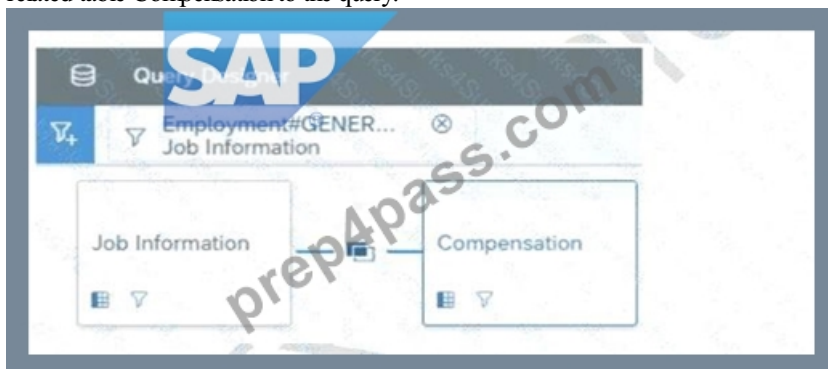 related table Compensation to the query.
SAP
Query Designer
Employment#GENER...
Job Information
Job Information
Compensation
prep4pass.com